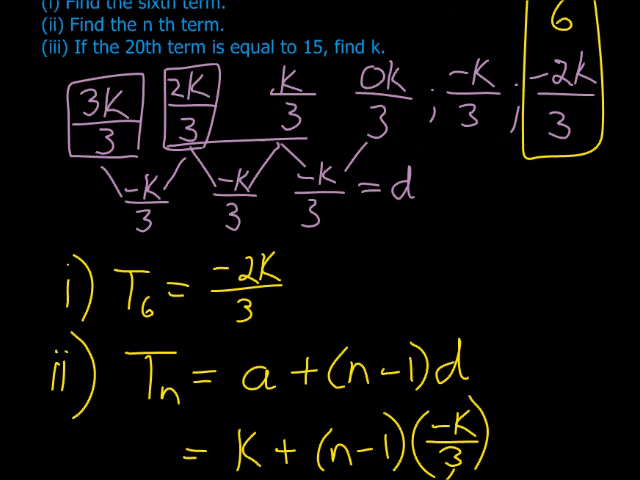 (i) Find the sixth term.
(ii) Find the n th term.
(iii) If the 20th term is equal to 15, find k.
6
3K/3 2K/3 k/3 0k/3 ; -K/3 ; -2K/3
-K/3 -K/3 -K/3 = d
i) T₆ = -2K/3
ii) Tₙ = a + (n-1)d
= K + (n-1)(-K/3)